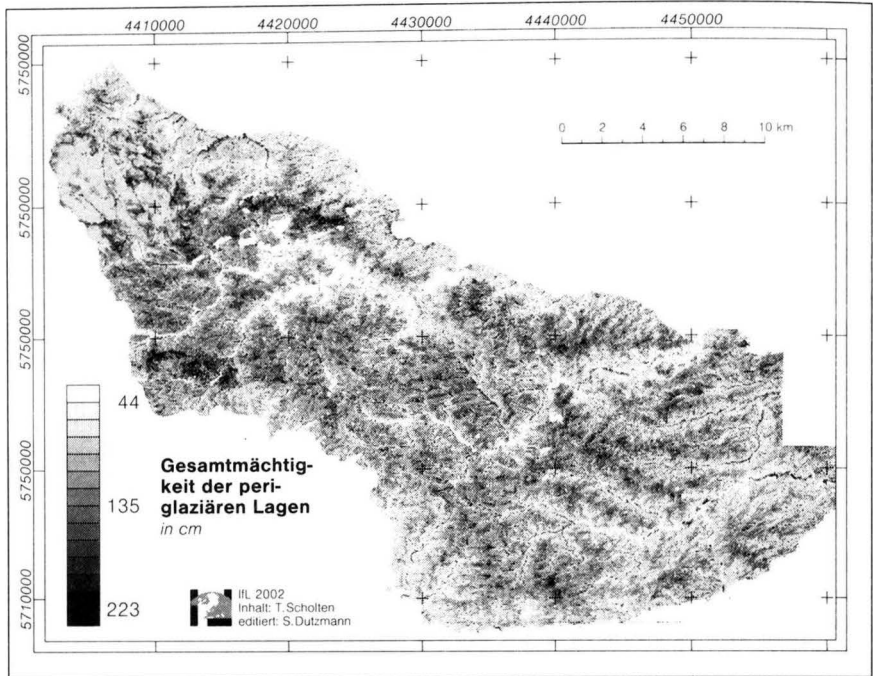 4410000 4420000 4430000 4440000 4450000
5750000
5750000
5750000
5750000
5710000
0 2 4 6 8 10 km
44
135
223
Gesamtmächtig-
keit der peri-
glaziären Lagen
in cm
IfL 2002
Inhalt: T. Scholten
editiert: S. Dutzmann